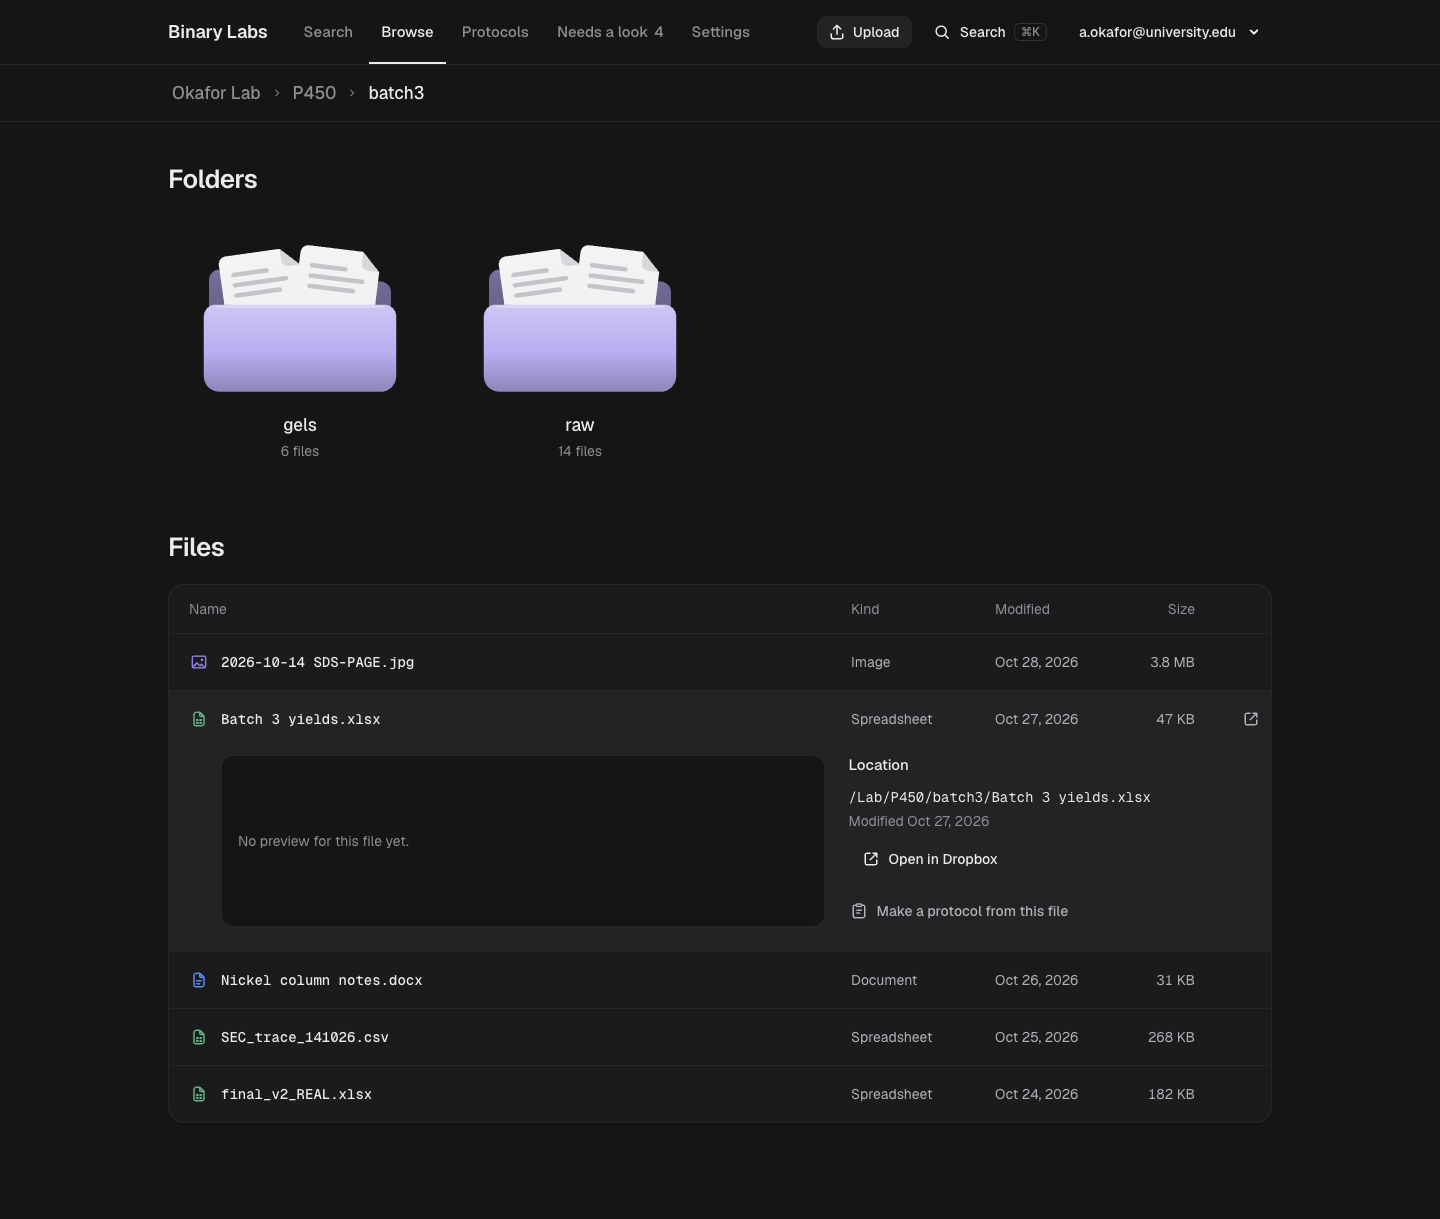 Binary Labs Search Browse Protocols Needs a look 4 Settings Upload Search ⌘K a.okafor@university.edu
Okafor Lab › P450 › batch3
Folders
gels raw
6 files 14 files
Files
Name Kind Modified Size
2026-10-14 SDS-PAGE.jpg Image Oct 28, 2026 3.8 MB
Batch 3 yields.xlsx Spreadsheet Oct 27, 2026 47 KB
No preview for this file yet.
Location
/Lab/P450/batch3/Batch 3 yields.xlsx
Modified Oct 27, 2026
Open in Dropbox
Make a protocol from this file
Nickel column notes.docx Document Oct 26, 2026 31 KB
SEC_trace_141026.csv Spreadsheet Oct 25, 2026 268 KB
final_v2_REAL.xlsx Spreadsheet Oct 24, 2026 182 KB